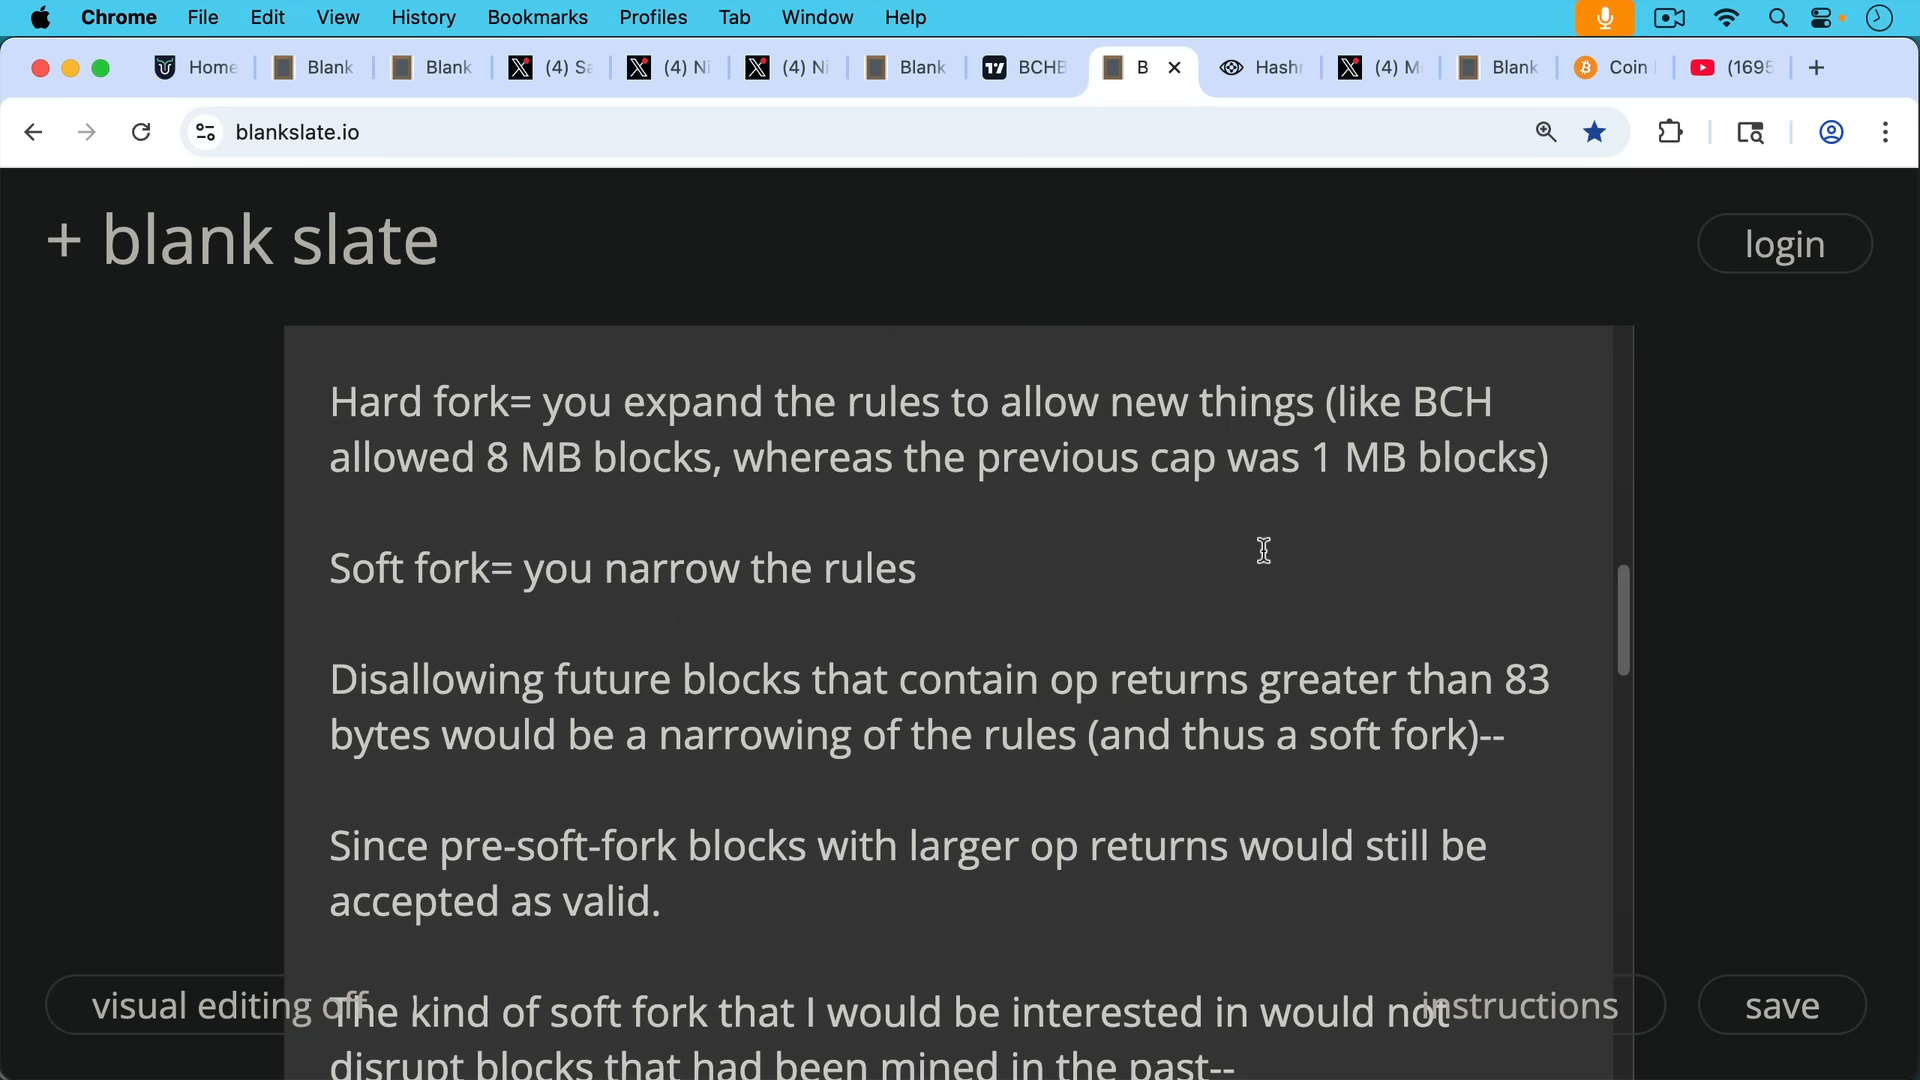 Chrome File Edit View History Bookmarks Profiles Tab Window Help
Home Blank Blank (4) Sa (4) Ni (4) Ni Blank BCHB B Hashr (4) M Blank Coin (1695
blankslate.io
+ blank slate
login
Hard fork= you expand the rules to allow new things (like BCH
allowed 8 MB blocks, whereas the previous cap was 1 MB blocks)
Soft fork= you narrow the rules
Disallowing future blocks that contain op returns greater than 83
bytes would be a narrowing of the rules (and thus a soft fork)--
Since pre-soft-fork blocks with larger op returns would still be
accepted as valid.
visual editing off
The kind of soft fork that I would be interested in would not
instructions
save
disrupt blocks that had been mined in the past--